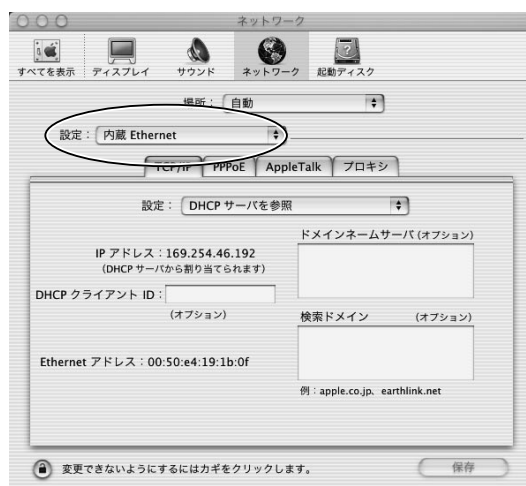 ネットワーク
すべてを表示 ディスプレイ サウンド ネットワーク 起動ディスク
場所： 自動
設定： 内蔵 Ethernet
TCP/IP PPPoE AppleTalk プロキシ
設定： DHCP サーバを参照
ドメインネームサーバ (オプション)
IP アドレス：169.254.46.192
(DHCP サーバから割り当てられます)
DHCP クライアント ID：
(オプション)
検索ドメイン (オプション)
Ethernet アドレス：00:50:e4:19:1b:0f
例：apple.co.jp、earthlink.net
変更できないようにするにはカギをクリックします。
保存